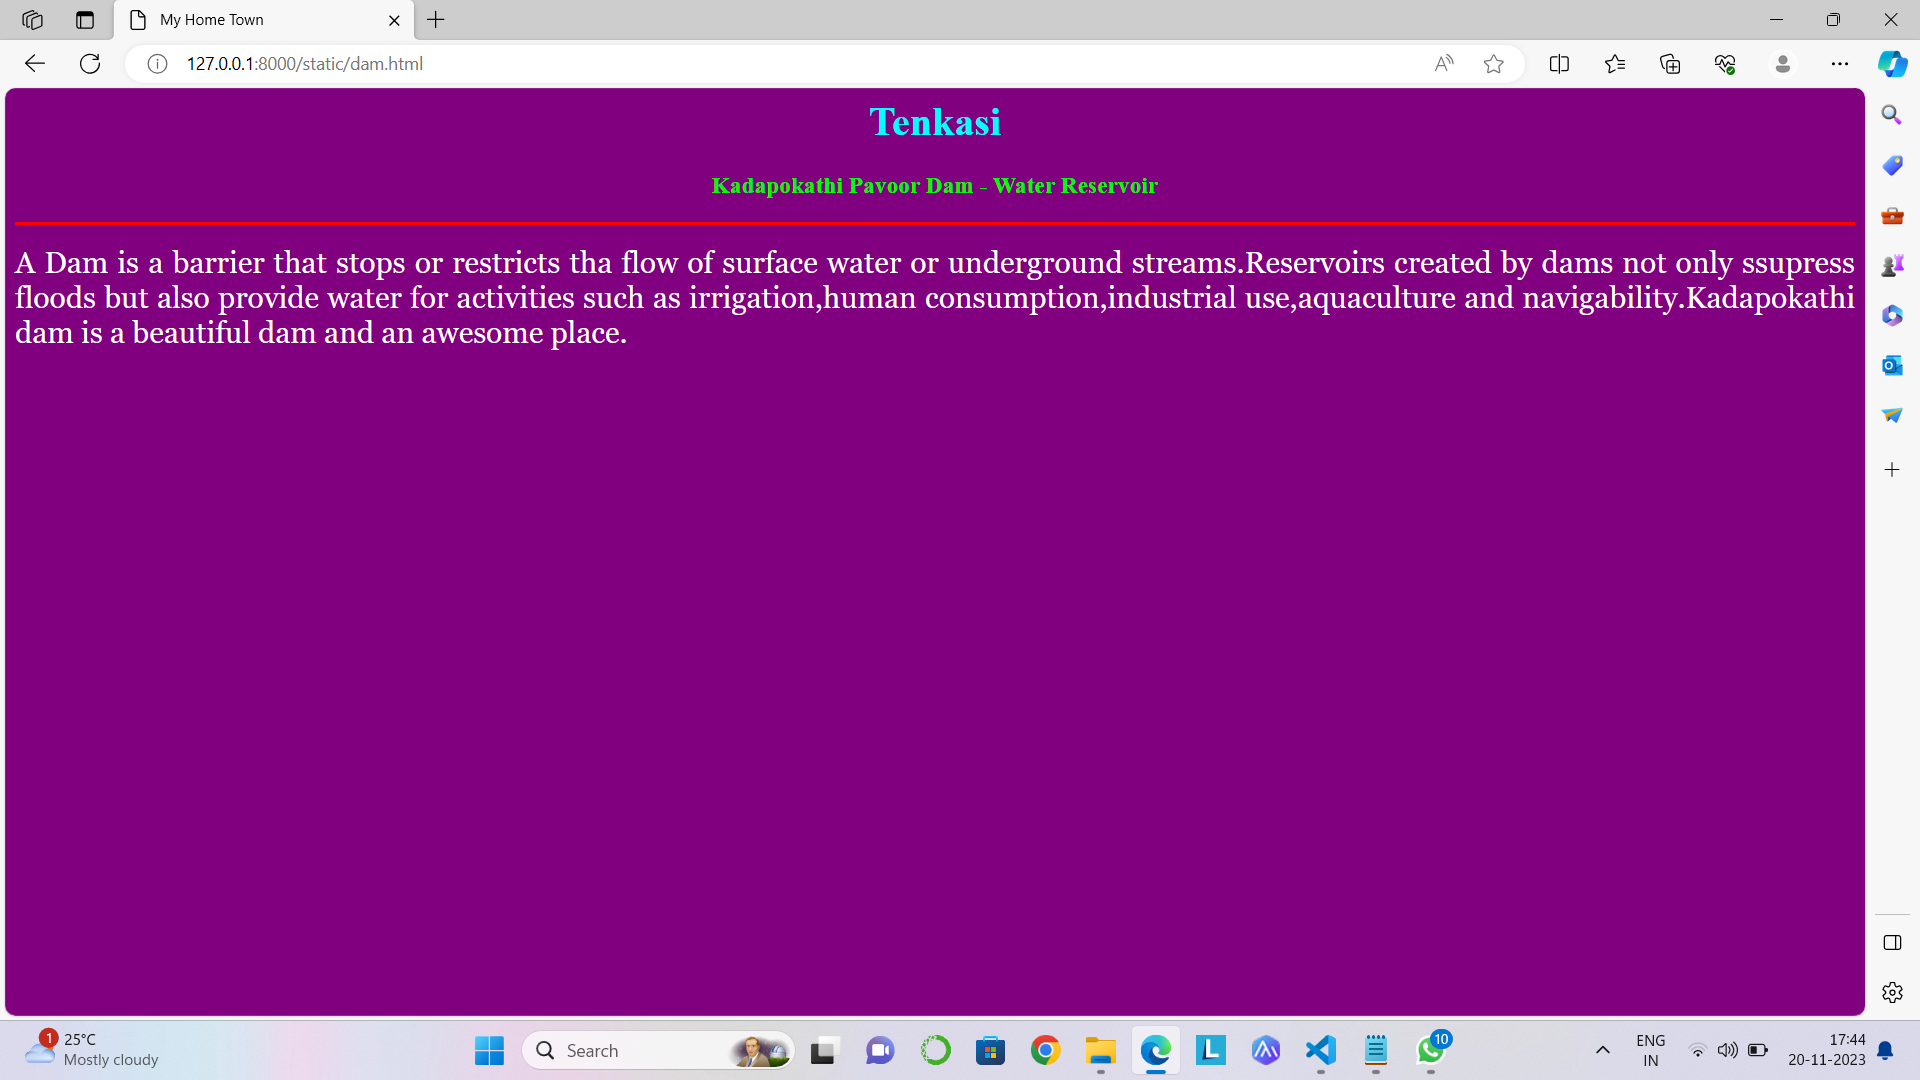 My Home Town
127.0.0.1:8000/static/dam.html
Tenkasi
Kadapokathi Pavoor Dam - Water Reservoir
A Dam is a barrier that stops or restricts tha flow of surface water or underground streams.Reservoirs created by dams not only ssupress
floods but also provide water for activities such as irrigation,human consumption,industrial use,aquaculture and navigability.Kadapokathi
dam is a beautiful dam and an awesome place.
1
25°C
Mostly cloudy
Search
10
ENG
IN
17:44
20-11-2023